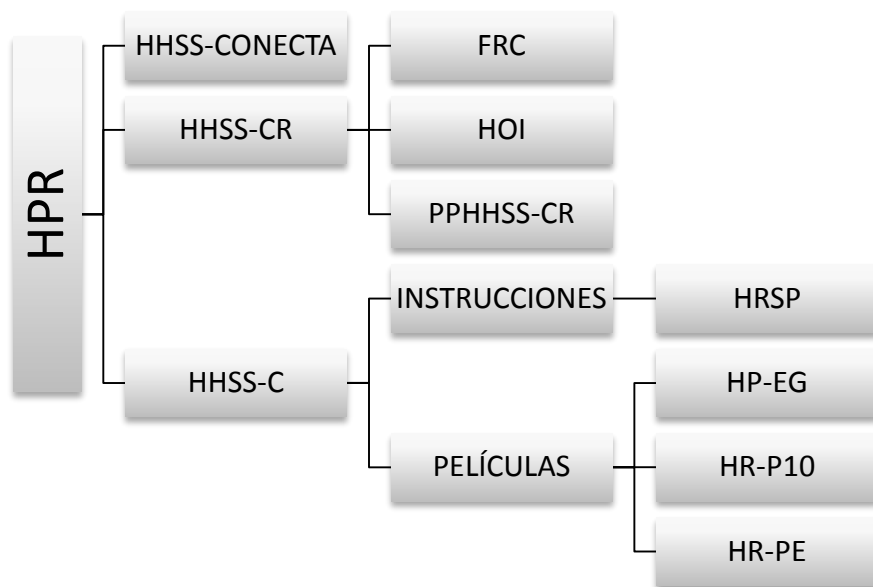 HPR
HHSS-CONECTA
HHSS-CR
FRC
HOI
PPHHSS-CR
HHSS-C
INSTRUCCIONES
HRSP
PELÍCULAS
HP-EG
HR-P10
HR-PE